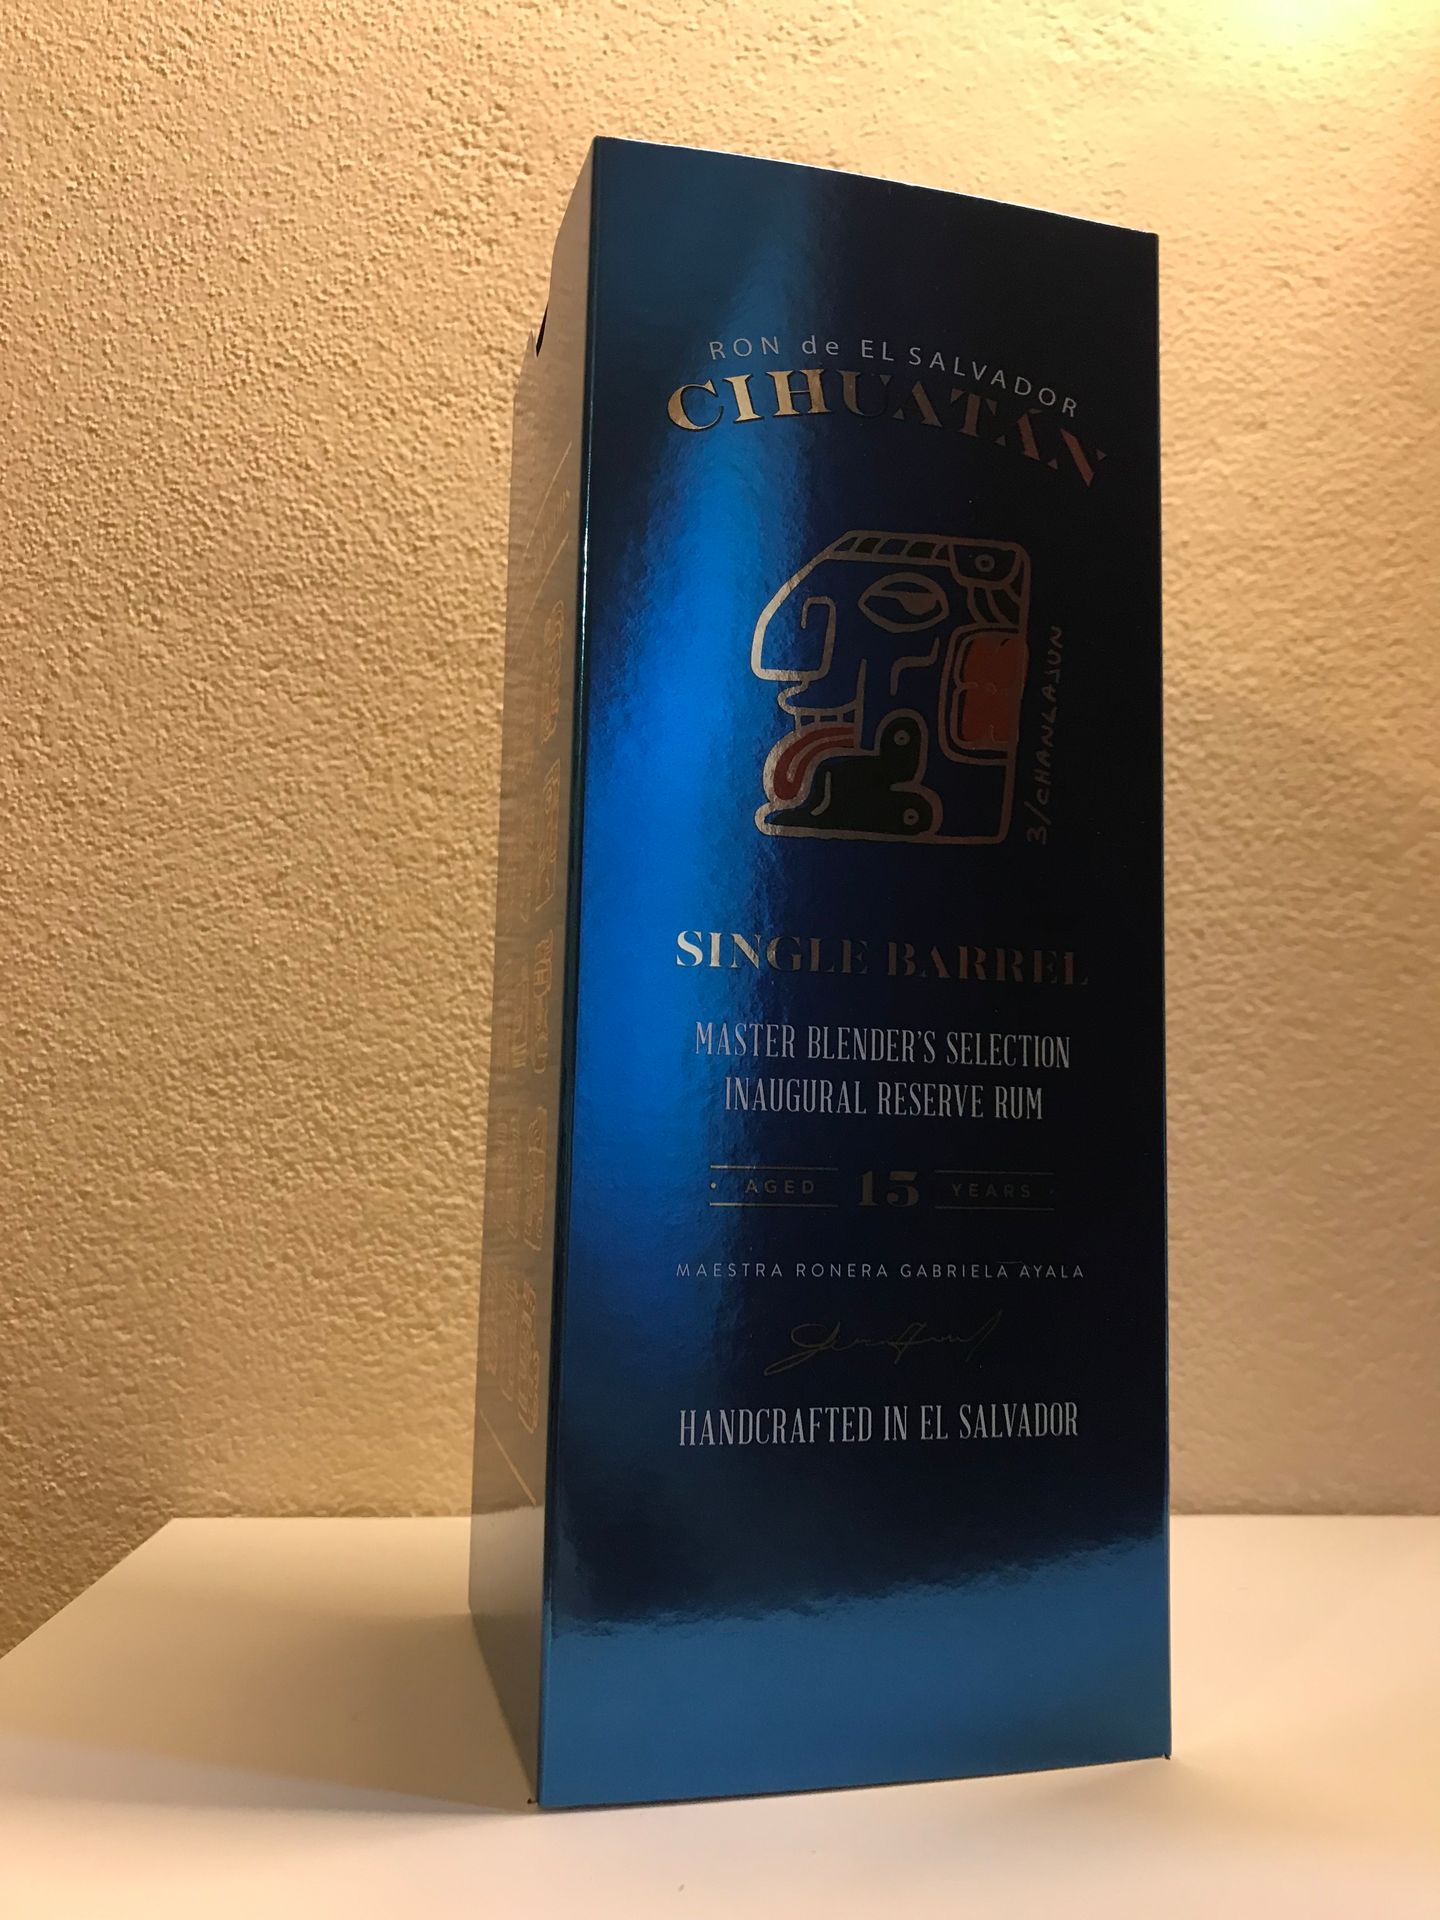 RON de EL SALVADOR
CIHUATÁN
3/CHANLAJUN
SINGLE BARREL
MASTER BLENDER'S SELECTION
INAUGURAL RESERVE RUM
AGED 15 YEARS
MAESTRA RONERA GABRIELA AYALA
HANDCRAFTED IN EL SALVADOR